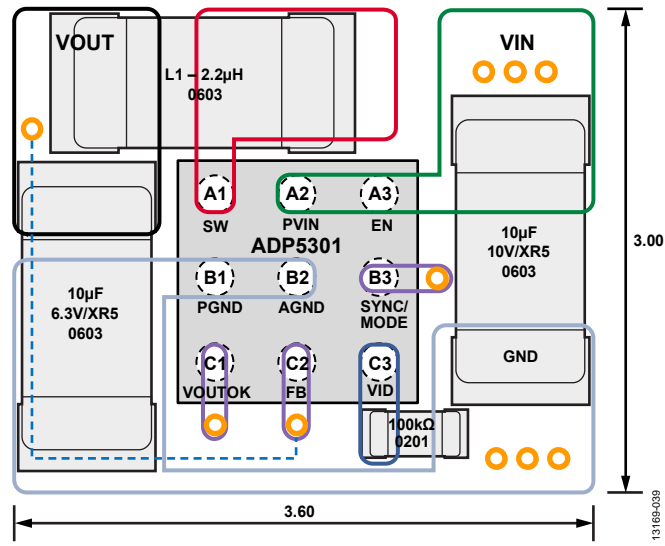 VOUT
VIN
L1 – 2.2µH
0603
A1
A2
A3
SW
PVIN
EN
ADP5301
10µF
10V/XR5
0603
3.00
B1
B2
B3
PGND
AGND
SYNC/
MODE
10µF
6.3V/XR5
0603
GND
C1
C2
C3
VOUTOK
FB
VID
100kΩ
0201
3.60
13169-039